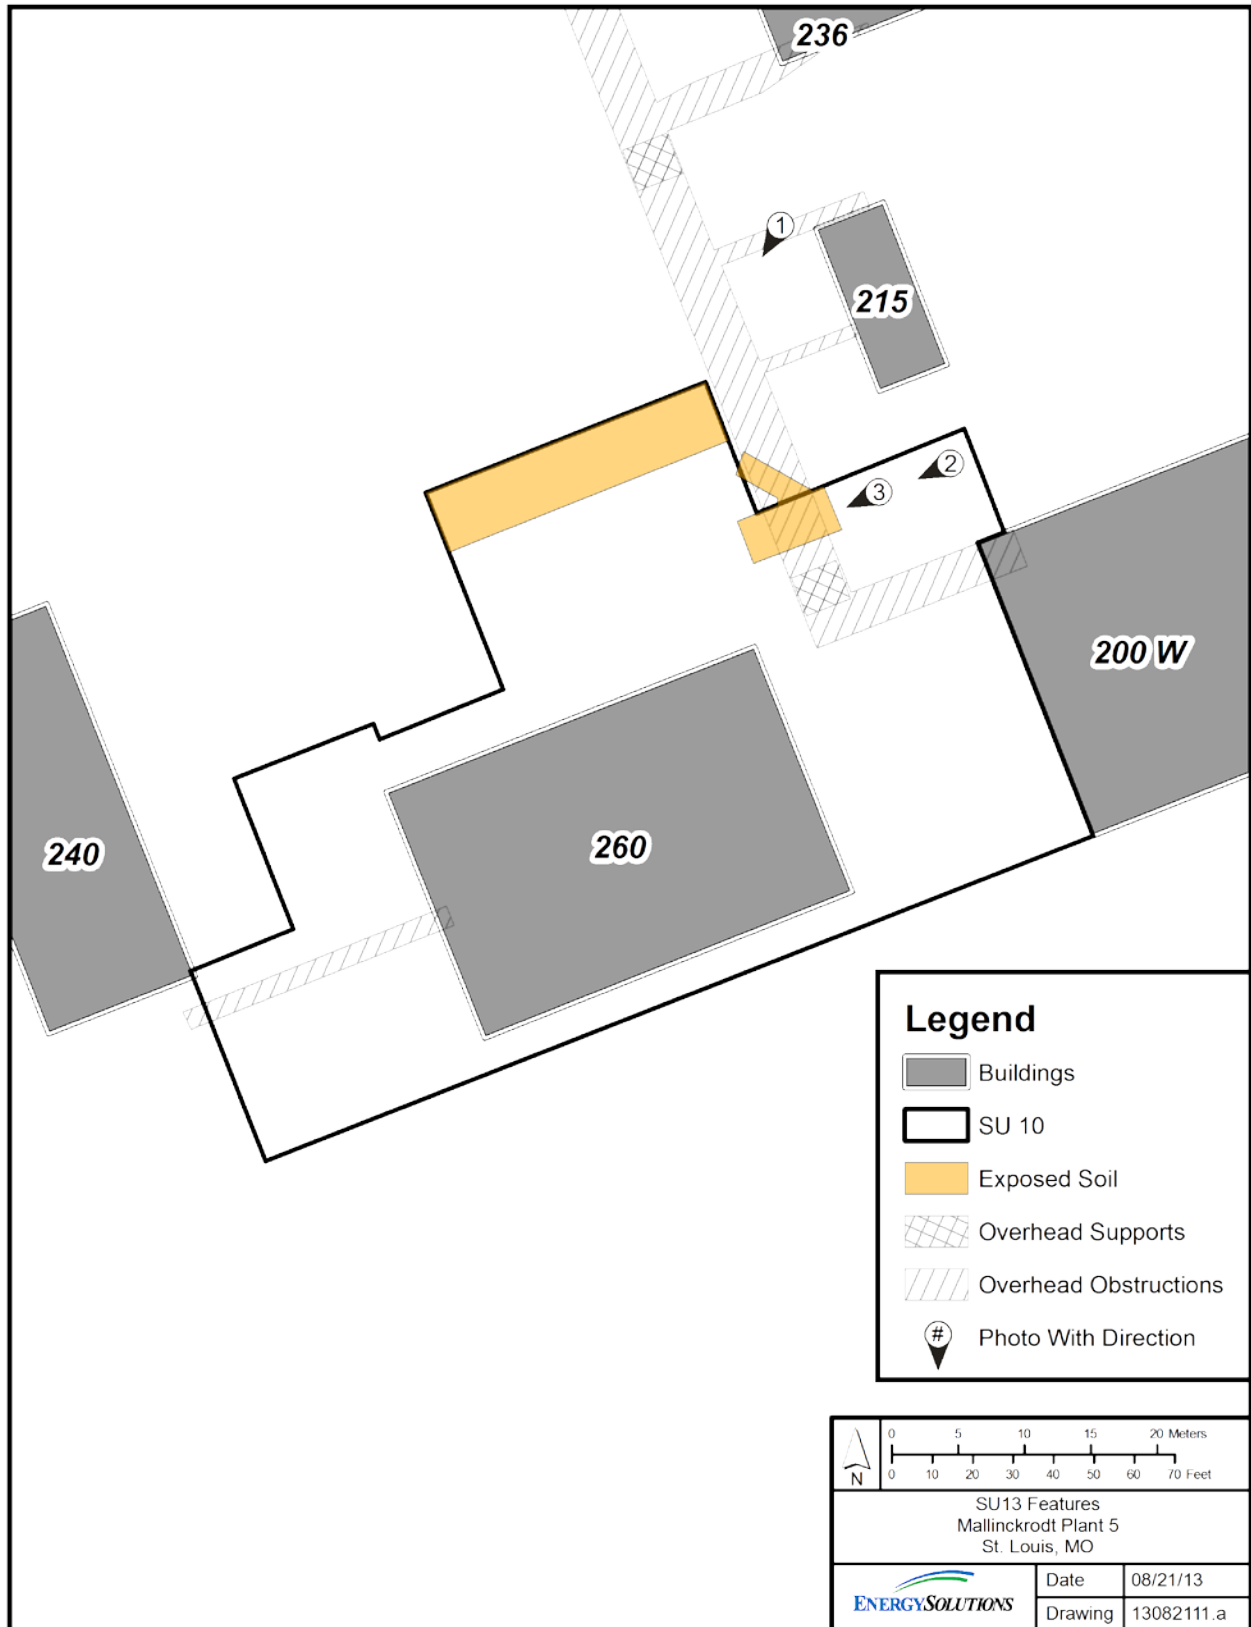 236
1
215
2
3
200 W
240
260
Legend
Buildings
SU 10
Exposed Soil
Overhead Supports
Overhead Obstructions
# Photo With Direction
0 5 10 15 20 Meters
N
0 10 20 30 40 50 60 70 Feet
SU13 Features
Mallinckrodt Plant 5
St. Louis, MO
ENERGYSOLUTIONS
Date 08/21/13
Drawing 13082111.a